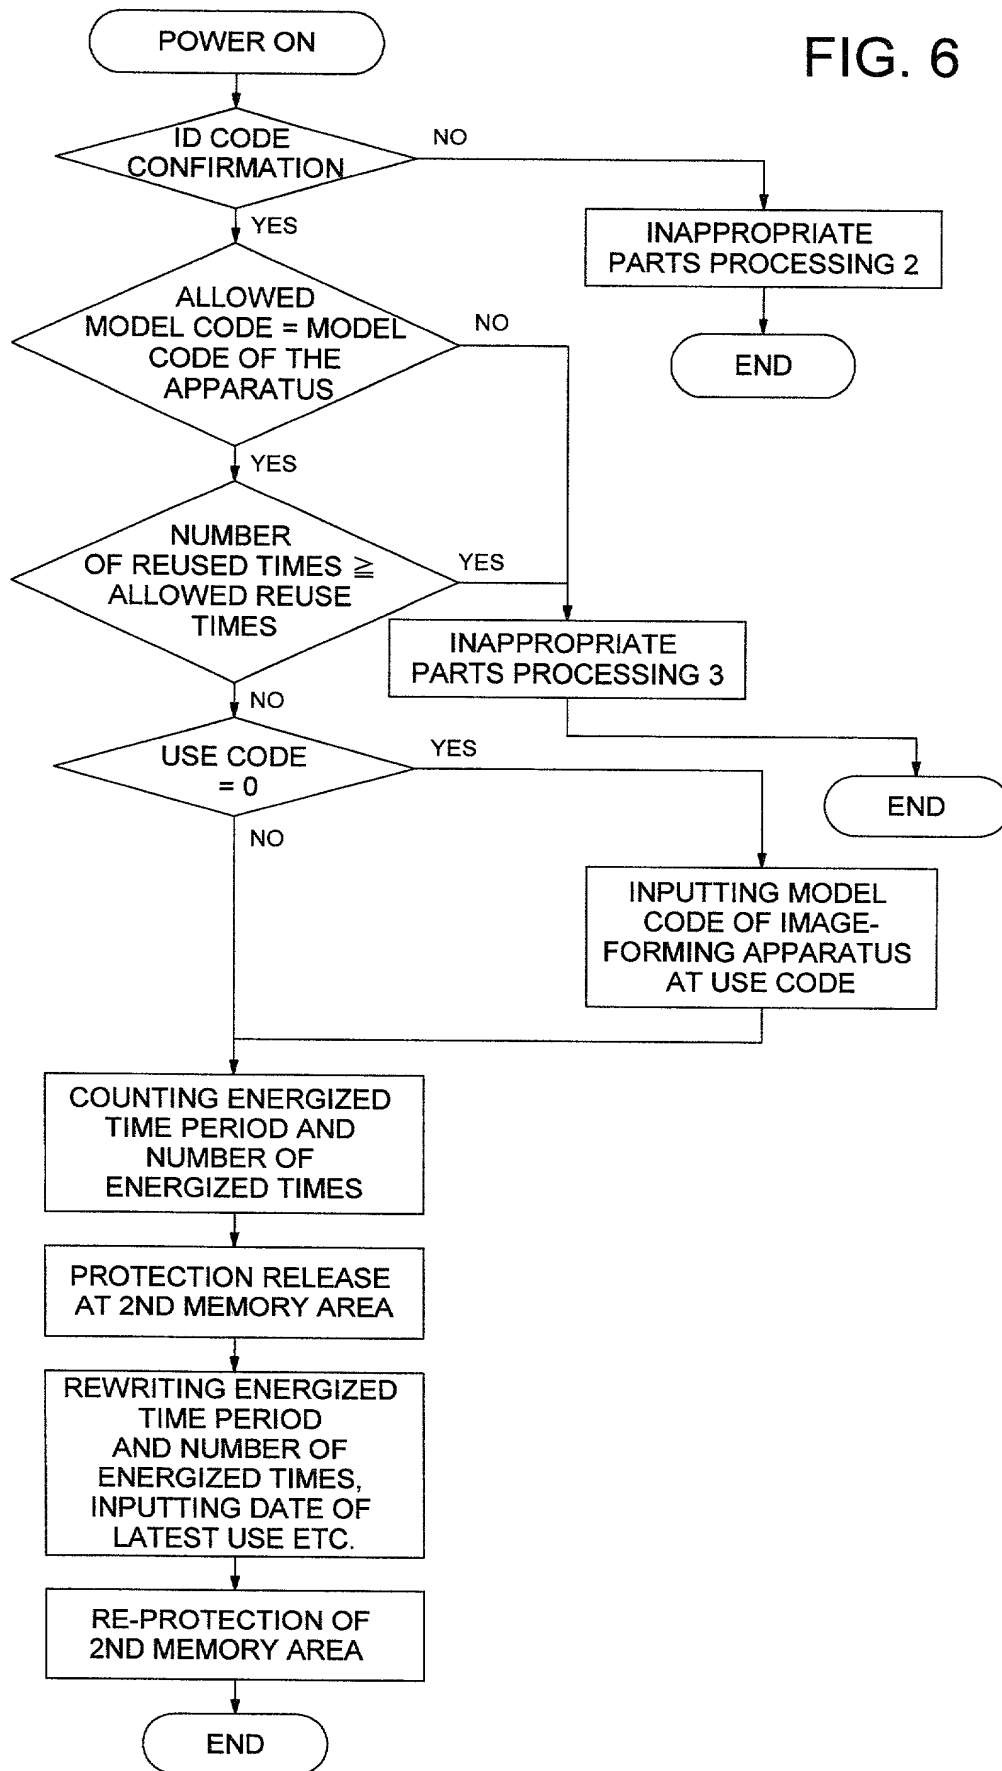 FIG. 6
POWER ON
ID CODE
CONFIRMATION
NO
YES
INAPPROPRIATE
PARTS PROCESSING 2
END
ALLOWED
MODEL CODE = MODEL
CODE OF THE
APPARATUS
NO
YES
NUMBER
OF REUSED TIMES ≧
ALLOWED REUSE
TIMES
YES
NO
INAPPROPRIATE
PARTS PROCESSING 3
END
USE CODE
= 0
YES
NO
INPUTTING MODEL
CODE OF IMAGE-
FORMING APPARATUS
AT USE CODE
COUNTING ENERGIZED
TIME PERIOD AND
NUMBER OF
ENERGIZED TIMES
PROTECTION RELEASE
AT 2ND MEMORY AREA
REWRITING ENERGIZED
TIME PERIOD
AND NUMBER OF
ENERGIZED TIMES,
INPUTTING DATE OF
LATEST USE ETC.
RE-PROTECTION OF
2ND MEMORY AREA
END